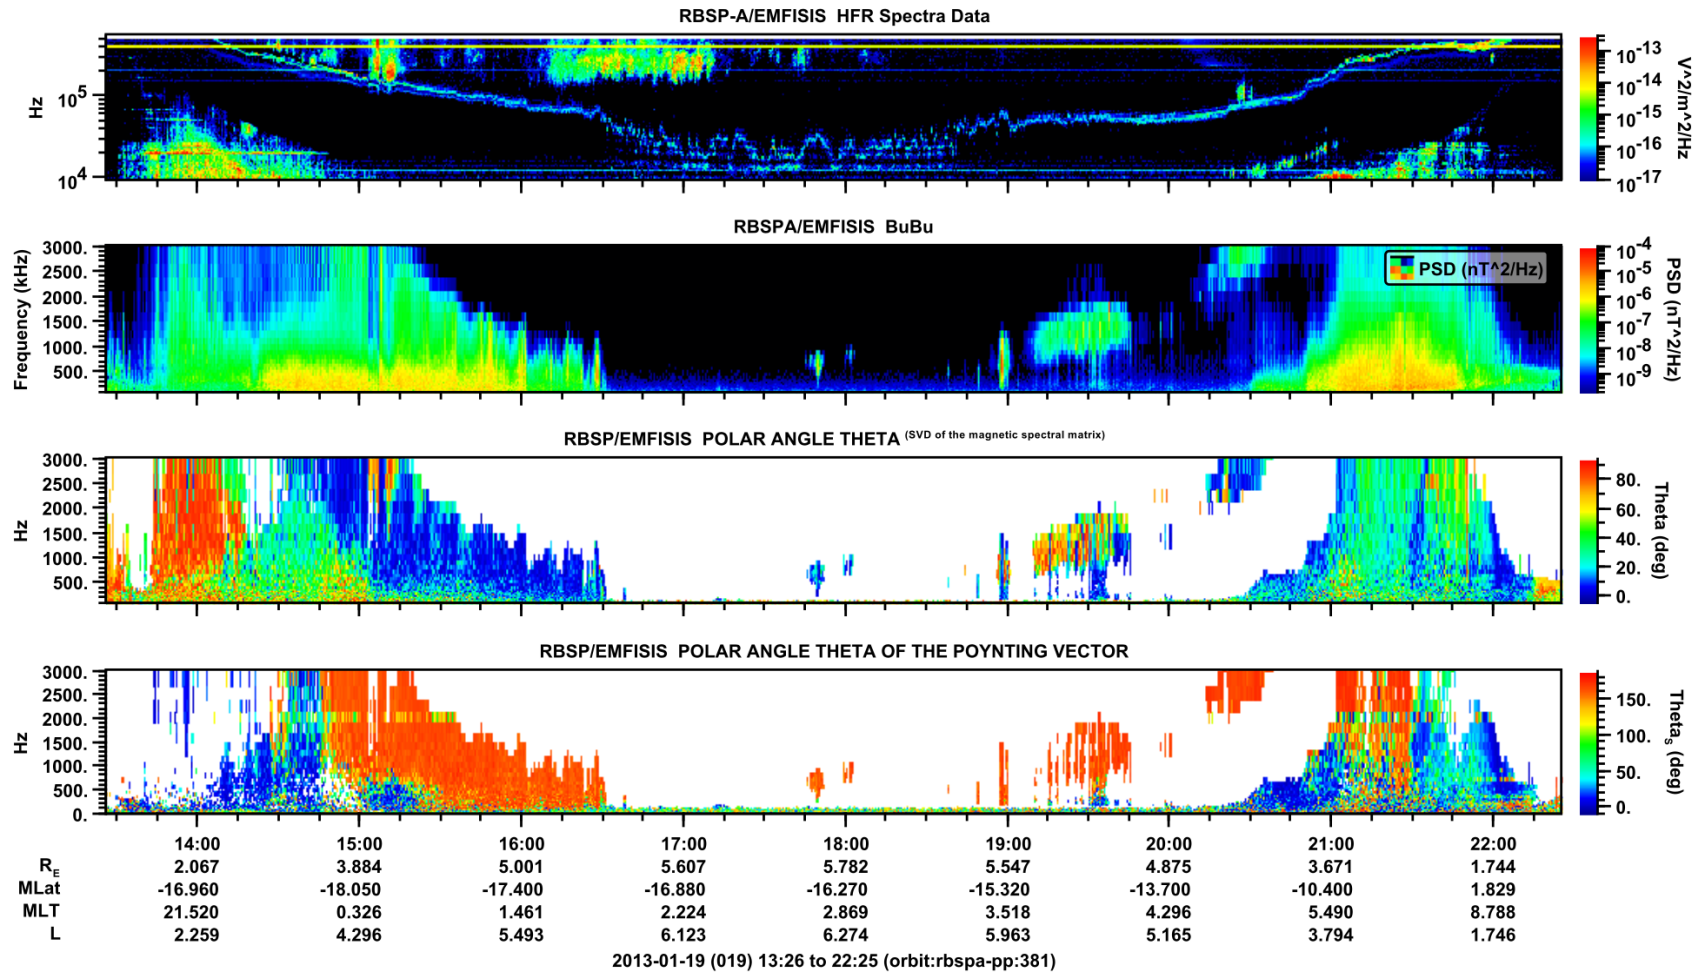 RBSP-A/EMFISIS HFR Spectra Data
Hz
10^5
10^4
10^-13
10^-14
10^-15
10^-16
10^-17
V^2/m^2/Hz
RBSPA/EMFISIS BuBu
Frequency (kHz)
3000.
2500.
2000.
1500.
1000.
500.
PSD (nT^2/Hz)
10^-4
10^-5
10^-6
10^-7
10^-8
10^-9
PSD (nT^2/Hz)
RBSP/EMFISIS POLAR ANGLE THETA (SVD of the magnetic spectral matrix)
Hz
3000.
2500.
2000.
1500.
1000.
500.
80.
60.
40.
20.
0.
Theta (deg)
RBSP/EMFISIS POLAR ANGLE THETA OF THE POYNTING VECTOR
Hz
3000.
2500.
2000.
1500.
1000.
500.
0.
150.
100.
50.
0.
Theta_s (deg)
14:00 15:00 16:00 17:00 18:00 19:00 20:00 21:00 22:00
R_E 2.067 3.884 5.001 5.607 5.782 5.547 4.875 3.671 1.744
MLat -16.960 -18.050 -17.400 -16.880 -16.270 -15.320 -13.700 -10.400 1.829
MLT 21.520 0.326 1.461 2.224 2.869 3.518 4.296 5.490 8.788
L 2.259 4.296 5.493 6.123 6.274 5.963 5.165 3.794 1.746
2013-01-19 (019) 13:26 to 22:25 (orbit:rbspa-pp:381)